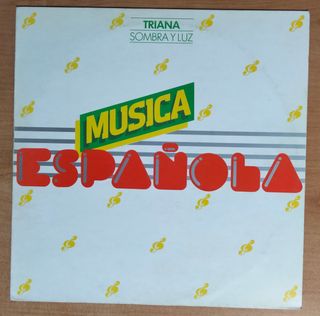 TRIANA
SOMBRA Y LUZ
MUSICA
ESPAÑOLA